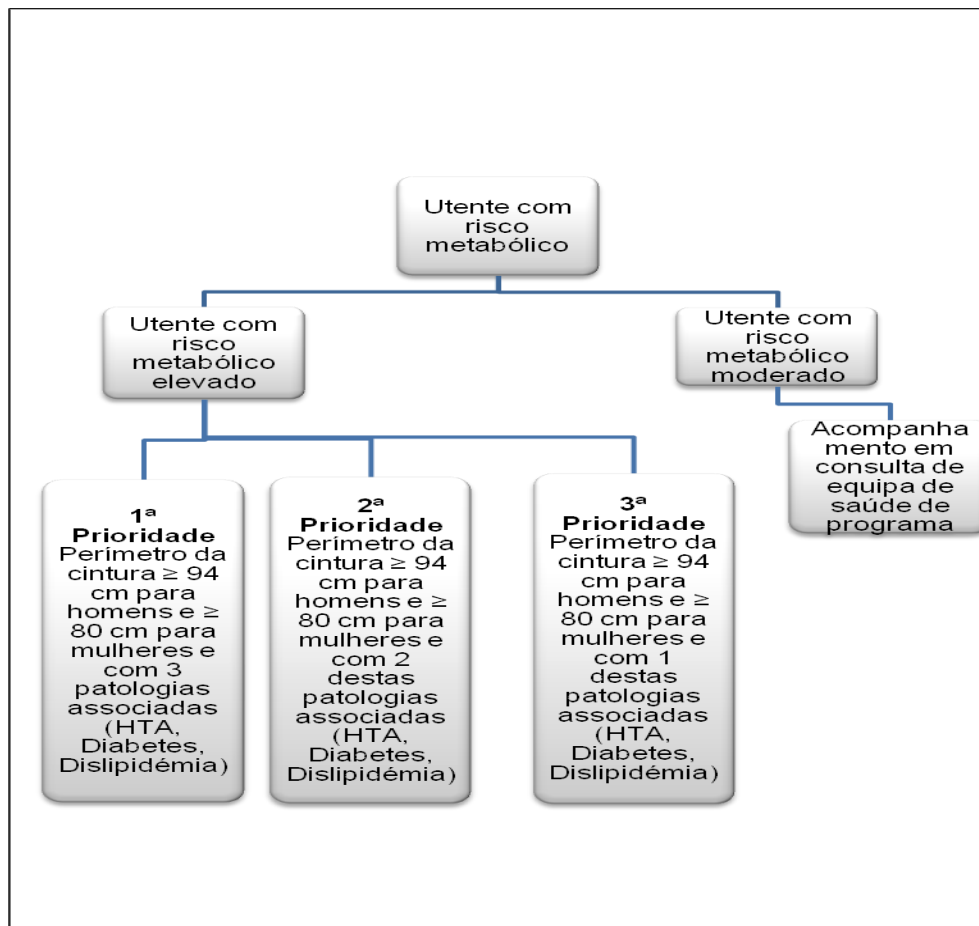 Utente com
risco
metabólico
Utente com
risco
metabólico
elevado
Utente com
risco
metabólico
moderado
Acompanha
mento em
consulta de
equipa de
saúde de
programa
1ª
Prioridade
Perímetro da
cintura ≥ 94
cm para
homens e ≥
80 cm para
mulheres e
com 3
patologias
associadas
(HTA,
Diabetes,
Dislipidémia)
2ª
Prioridade
Perímetro da
cintura ≥ 94
cm para
homens e ≥
80 cm para
mulheres e
com 2
destas
patologias
associadas
(HTA,
Diabetes,
Dislipidémia)
3ª
Prioridade
Perímetro da
cintura ≥ 94
cm para
homens e ≥
80 cm para
mulheres e
com 1
destas
patologias
associadas
(HTA,
Diabetes,
Dislipidémia)